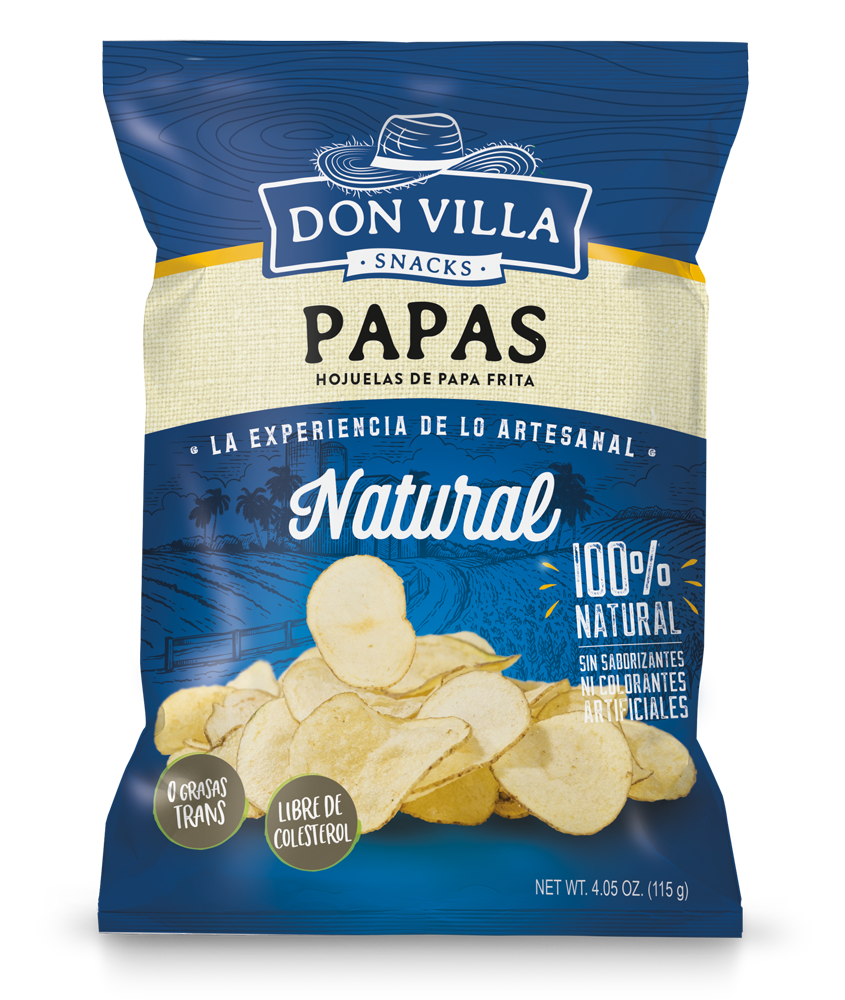 DON VILLA
· SNACKS ·
PAPAS
HOJUELAS DE PAPA FRITA
LA EXPERIENCIA DE LO ARTESANAL
Natural
100%
NATURAL
SIN SABORIZANTES
NI COLORANTES
ARTIFICIALES
0 GRASAS
TRANS
LIBRE DE
COLESTEROL
NET WT. 4.05 OZ. (115 g)